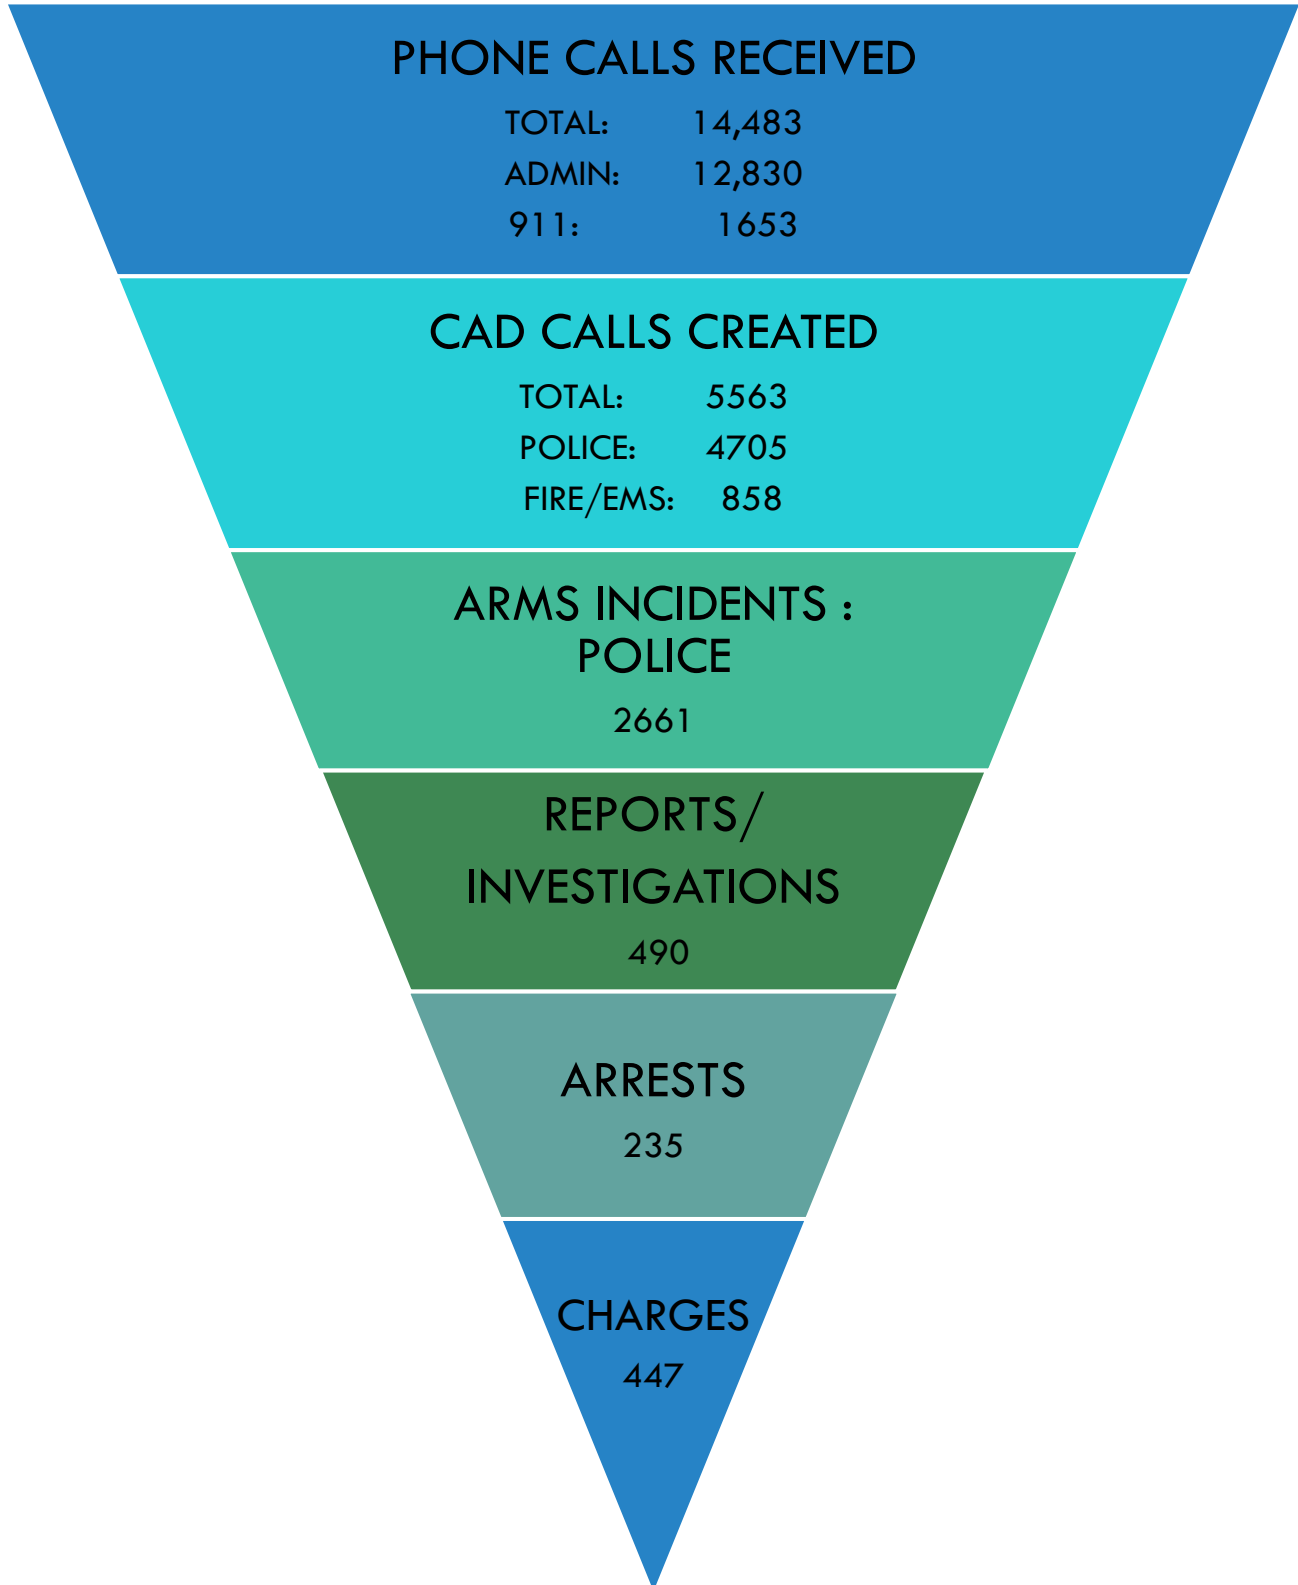 PHONE CALLS RECEIVED
TOTAL: 14,483
ADMIN: 12,830
911: 1653
CAD CALLS CREATED
TOTAL: 5563
POLICE: 4705
FIRE/EMS: 858
ARMS INCIDENTS :
POLICE
2661
REPORTS/
INVESTIGATIONS
490
ARRESTS
235
CHARGES
447